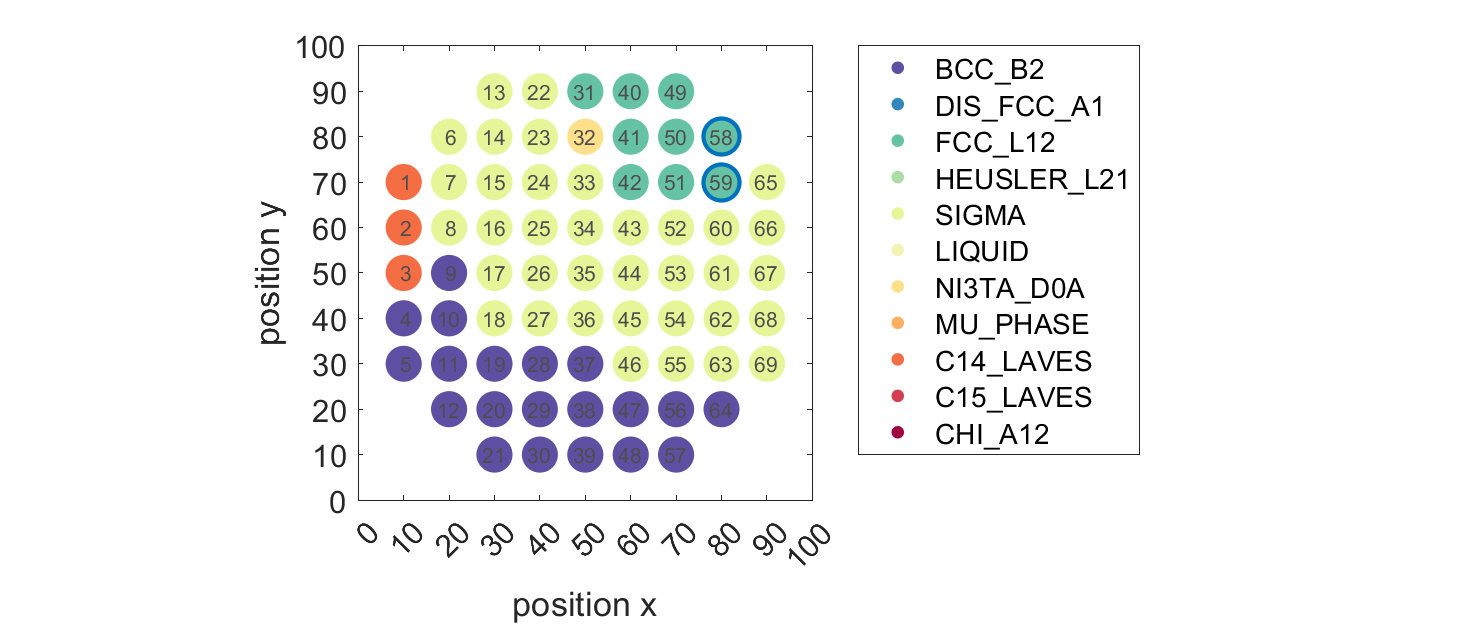 100
90
80
70
60
50
40
30
20
10
0
13 22 31 40 49
6 14 23 32 41 50 58
1 7 15 24 33 42 51 59 65
2 8 16 25 34 43 52 60 66
3 9 17 26 35 44 53 61 67
4 10 18 27 36 45 54 62 68
5 11 19 28 37 46 55 63 69
12 20 29 38 47 56 64
21 30 39 48 57
0 10 20 30 40 50 60 70 80 90 100
position x
position y
BCC_B2
DIS_FCC_A1
FCC_L12
HEUSLER_L21
SIGMA
LIQUID
NI3TA_D0A
MU_PHASE
C14_LAVES
C15_LAVES
CHI_A12